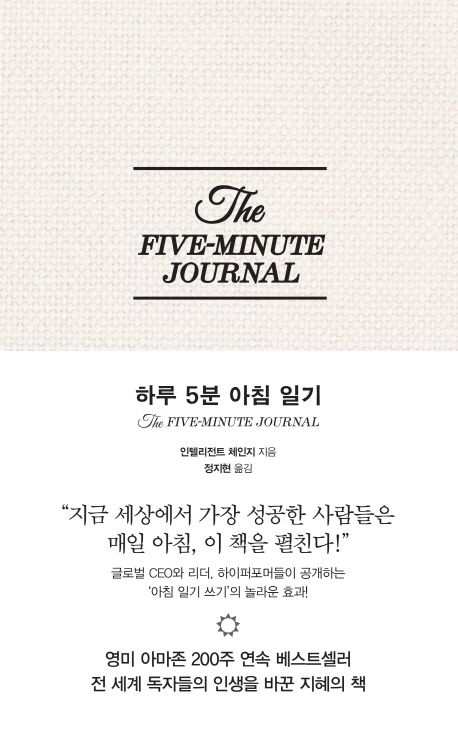 The
FIVE-MINUTE
JOURNAL
하루 5분 아침 일기
The FIVE-MINUTE JOURNAL
인텔리전트 체인지 지음
정지현 옮김
“지금 세상에서 가장 성공한 사람들은
매일 아침, 이 책을 펼친다!”
글로벌 CEO와 리더, 하이퍼포머들이 공개하는
‘아침 일기 쓰기’의 놀라운 효과!
영미 아마존 200주 연속 베스트셀러
전 세계 독자들의 인생을 바꾼 지혜의 책